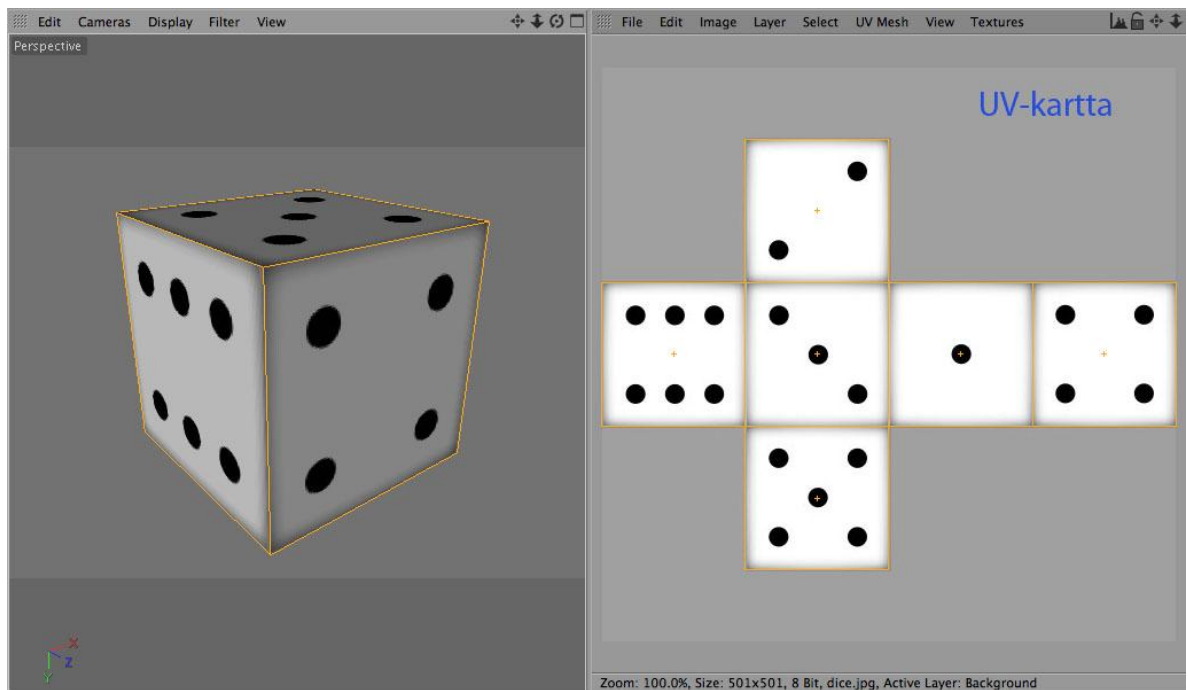 Edit Cameras Display Filter View
Perspective
X
Z
Y
File Edit Image Layer Select UV Mesh View Textures
UV-kartta
Zoom: 100.0%, Size: 501x501, 8 Bit, dice.jpg, Active Layer: Background